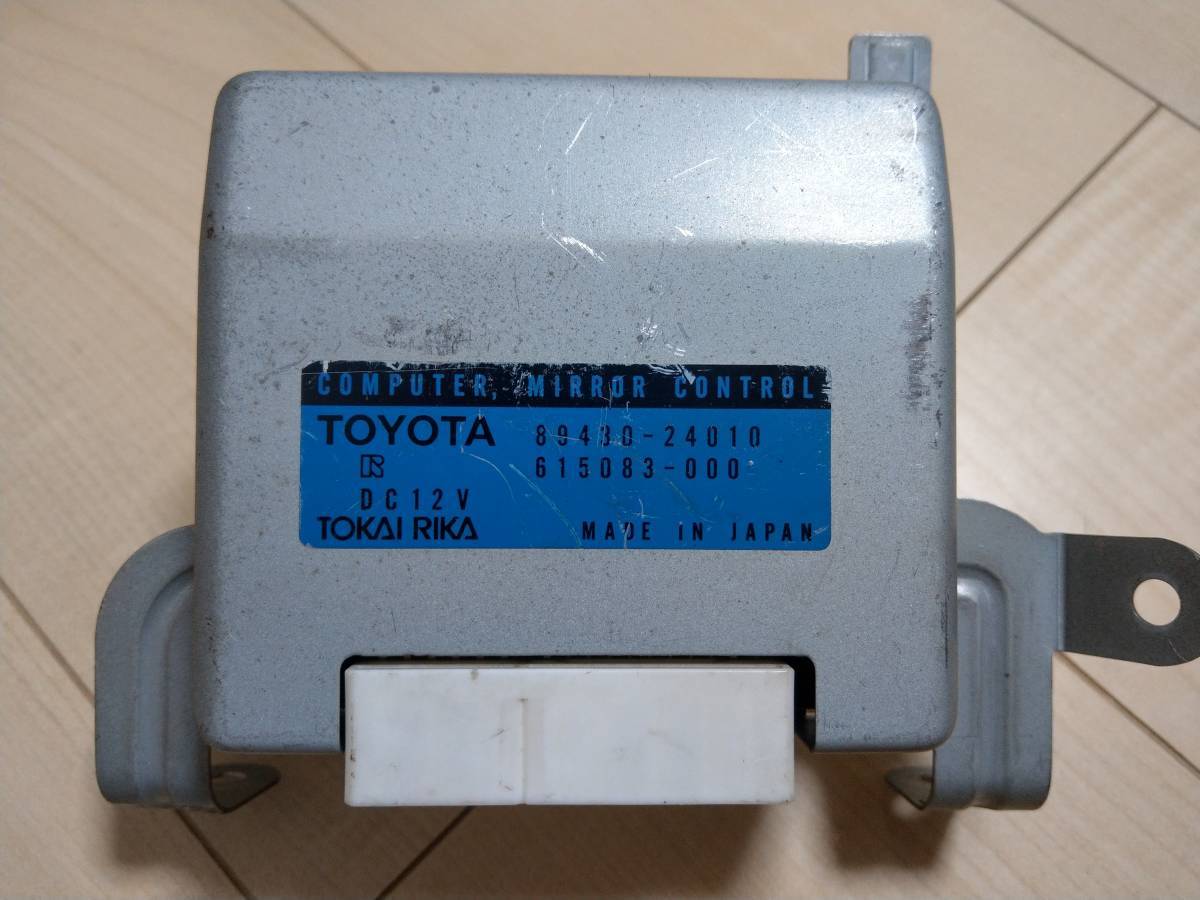 COMPUTER, MIRROR CONTROL
TOYOTA 89430-24010
R 615083-000
DC12V
TOKAI RIKA MADE IN JAPAN